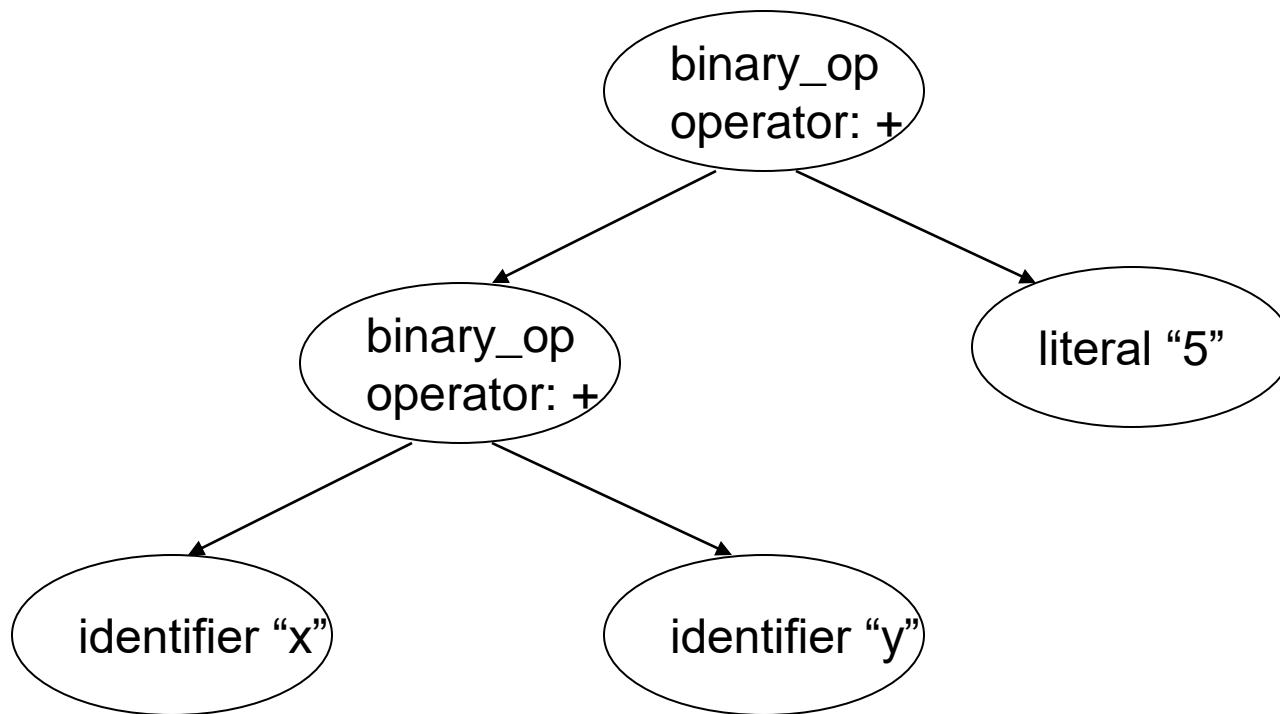 binary_op
operator: +
binary_op
operator: +
literal “5”
identifier “x”
identifier “y”